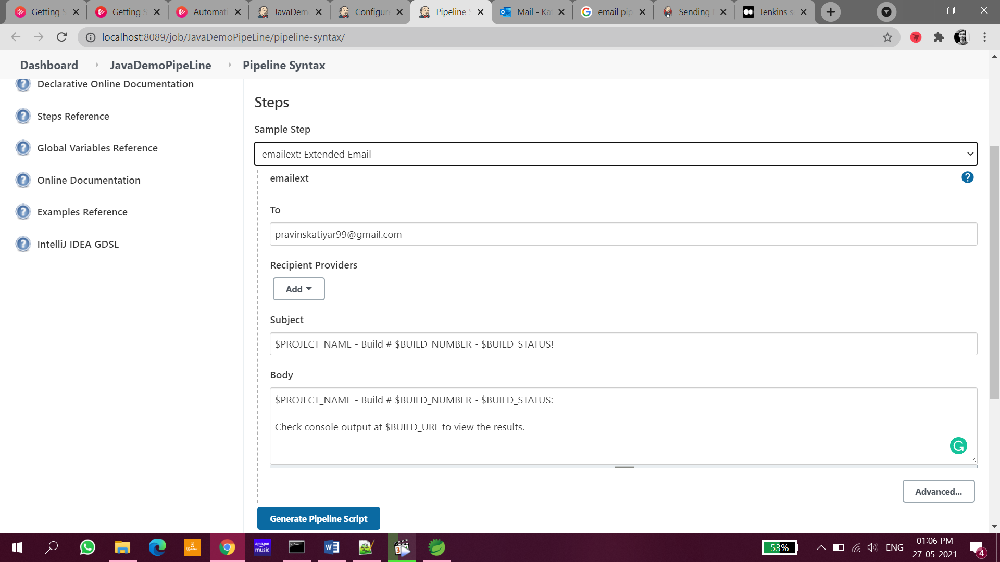 Getting S
Getting S
Automati
JavaDem
Configure
Pipeline S
Mail - Ka
email pip
Sending
Jenkins s
localhost:8089/job/JavaDemoPipeLine/pipeline-syntax/
Dashboard
JavaDemoPipeLine
Pipeline Syntax
Declarative Online Documentation
Steps Reference
Global Variables Reference
Online Documentation
Examples Reference
IntelliJ IDEA GDSL
Steps
Sample Step
emailext: Extended Email
emailext
To
pravinskatiyar99@gmail.com
Recipient Providers
Add
Subject
$PROJECT_NAME - Build # $BUILD_NUMBER - $BUILD_STATUS!
Body
$PROJECT_NAME - Build # $BUILD_NUMBER - $BUILD_STATUS:
Check console output at $BUILD_URL to view the results.
Advanced...
Generate Pipeline Script
amazon
music
53%
ENG
01:06 PM
27-05-2021
4